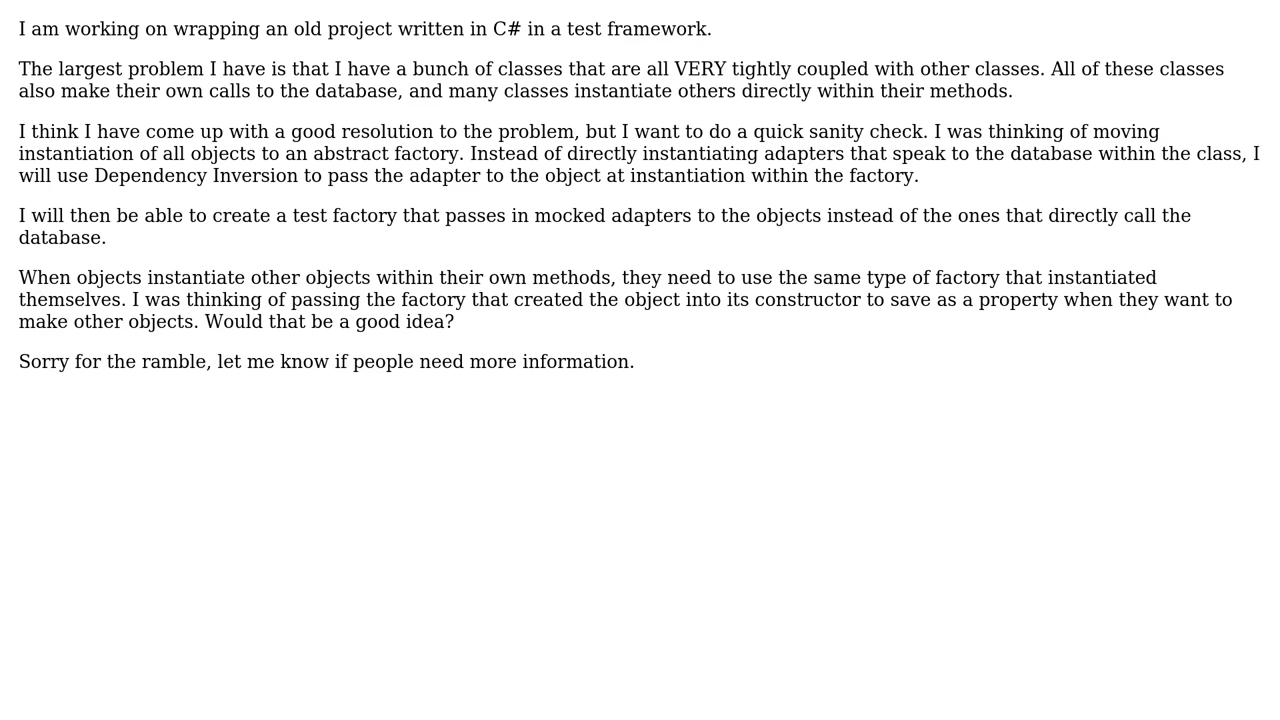 I am working on wrapping an old project written in C# in a test framework.
The largest problem I have is that I have a bunch of classes that are all VERY tightly coupled with other classes. All of these classes
also make their own calls to the database, and many classes instantiate others directly within their methods.
I think I have come up with a good resolution to the problem, but I want to do a quick sanity check. I was thinking of moving
instantiation of all objects to an abstract factory. Instead of directly instantiating adapters that speak to the database within the class, I
will use Dependency Inversion to pass the adapter to the object at instantiation within the factory.
I will then be able to create a test factory that passes in mocked adapters to the objects instead of the ones that directly call the
database.
When objects instantiate other objects within their own methods, they need to use the same type of factory that instantiated
themselves. I was thinking of passing the factory that created the object into its constructor to save as a property when they want to
make other objects. Would that be a good idea?
Sorry for the ramble, let me know if people need more information.